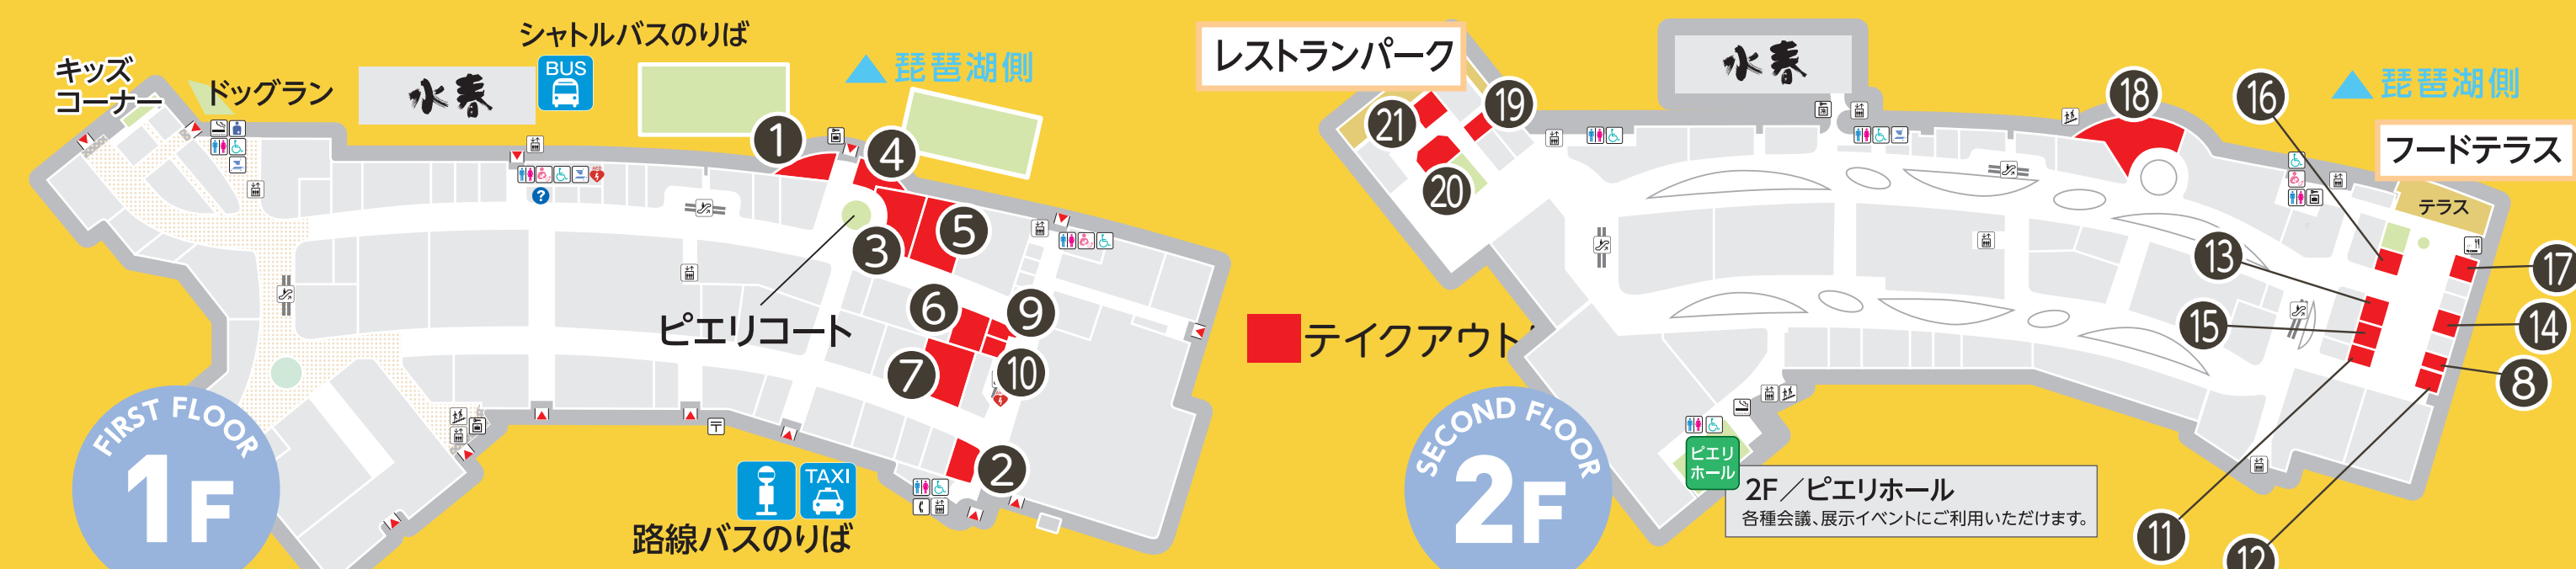 シャトルバスのりば
キッズ
コーナー
ドッグラン
水春
BUS
琵琶湖側
1
4
3
5
6
9
7
10
2
ピエリコート
?
〒
TAXI
路線バスのりば
FIRST FLOOR
1F
レストランパーク
水春
琵琶湖側
フードテラス
テラス
21
19
20
18
16
13
15
17
14
8
11
12
テイクアウト
SECOND FLOOR
2F
ピエリ
ホール
2F／ピエリホール
各種会議、展示イベントにご利用いただけます。